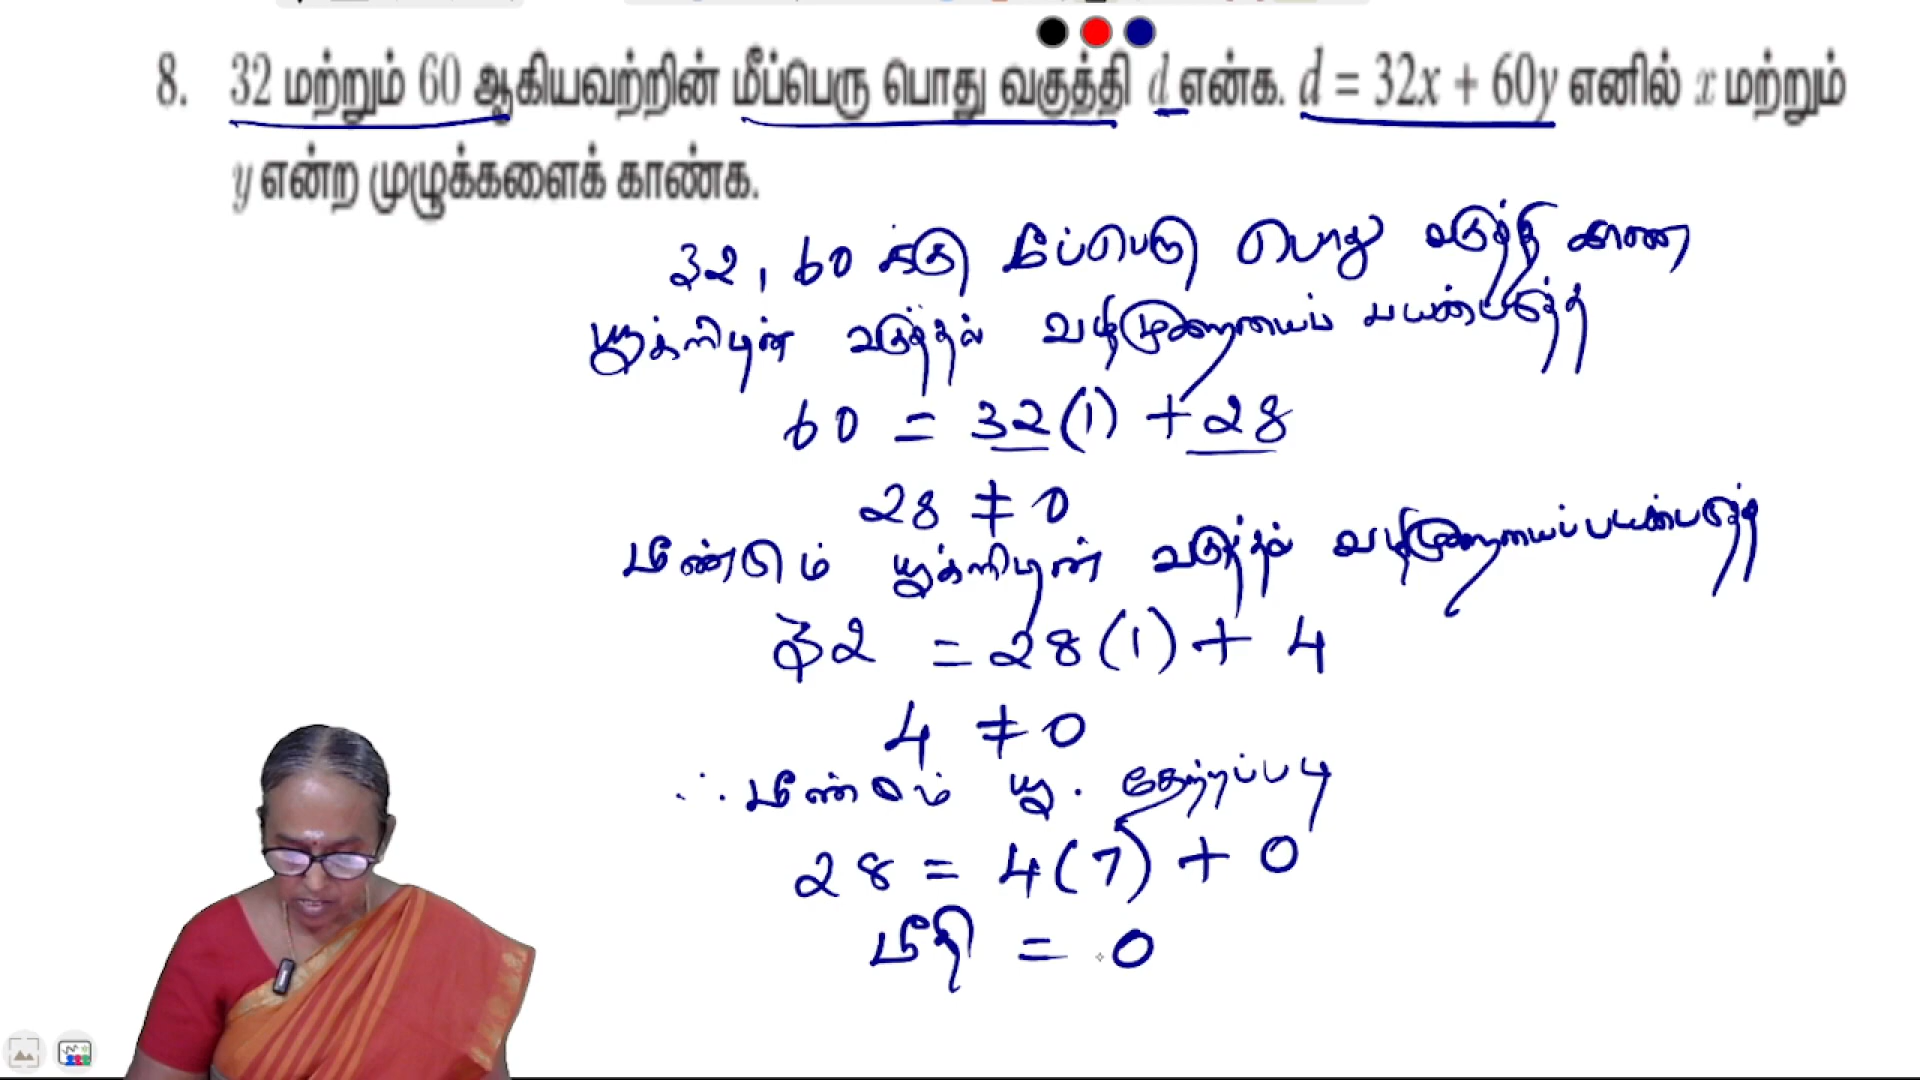 8. 32 மற்றும் 60 ஆகியவற்றின் மீப்பெரு பொது வகுத்தி d என்க. d = 32x + 60y எனில் x மற்றும்
y என்ற முழுக்களைக் காண்க.
32, 60 க்கு மீப்பெரு பொது வகுத்தி காண
யூக்ளிடின் வகுத்தல் வழிமுறையைப் பயன்படுத்த
60 = 32(1) + 28
28 ≠ 0
மீண்டும் யூக்ளிடின் வகுத்தல் வழிமுறையைப் பயன்படுத்த
32 = 28(1) + 4
4 ≠ 0
∴ மீண்டும் யூ. தேற்றப்படி
28 = 4(7) + 0
மீதி = 0